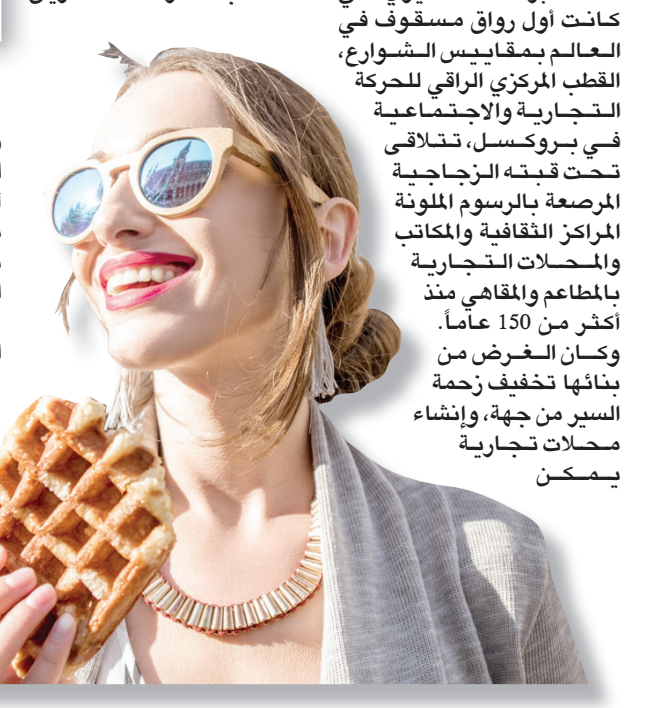 كانت أول رواق مسقوف في
العالم بمقاييس الشوارع،
القطب المركزي الراقي للحركة
التجارية والاجتماعية
في بروكسل، تتلاقى
تحت قبته الزجاجية
المرصعة بالرسوم الملونة
المراكز الثقافية والمكاتب
والمحلات التجارية
بالمطاعم والمقاهي منذ
أكثر من 150 عاماً.
وكان الغرض من
بنائها تخفيف زحمة
السير من جهة، وإنشاء
محلات تجارية
يمكن